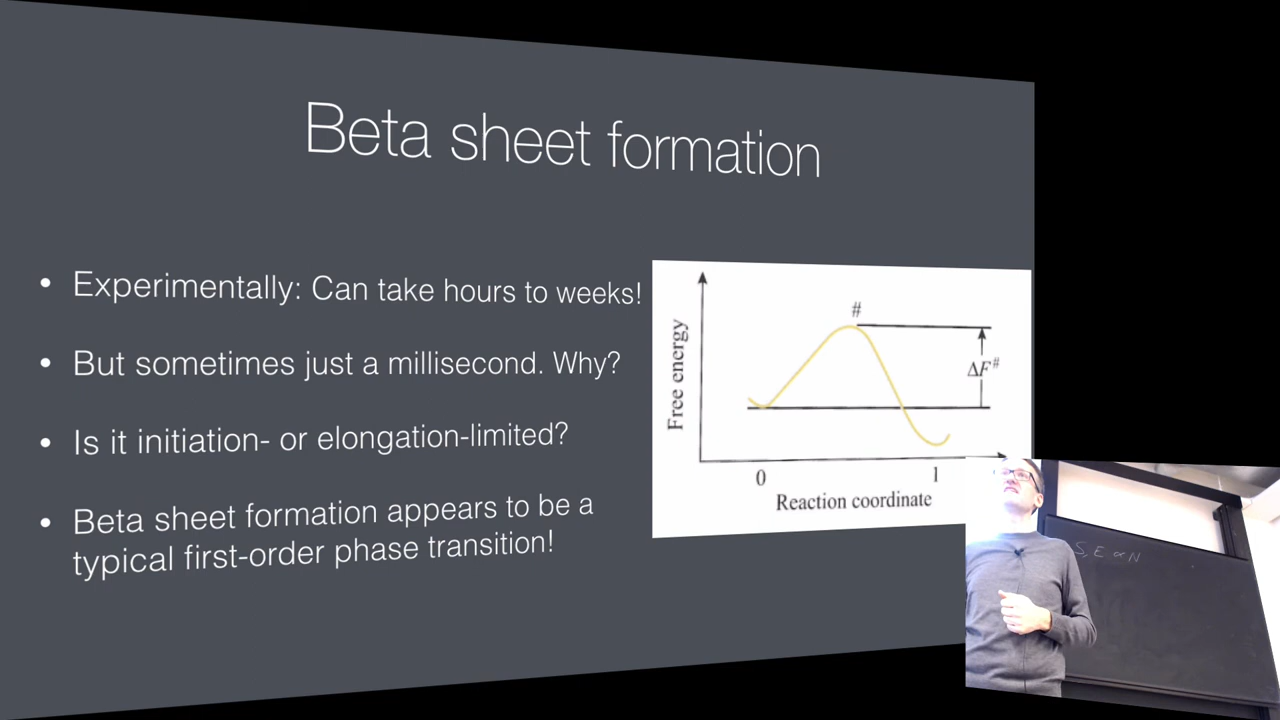 Beta sheet formation
• Experimentally: Can take hours to weeks!
• But sometimes just a millisecond. Why?
• Is it initiation- or elongation-limited?
• Beta sheet formation appears to be a
typical first-order phase transition!
#
Free energy
ΔF#
0
1
Reaction coordinate
S, E ∝ N